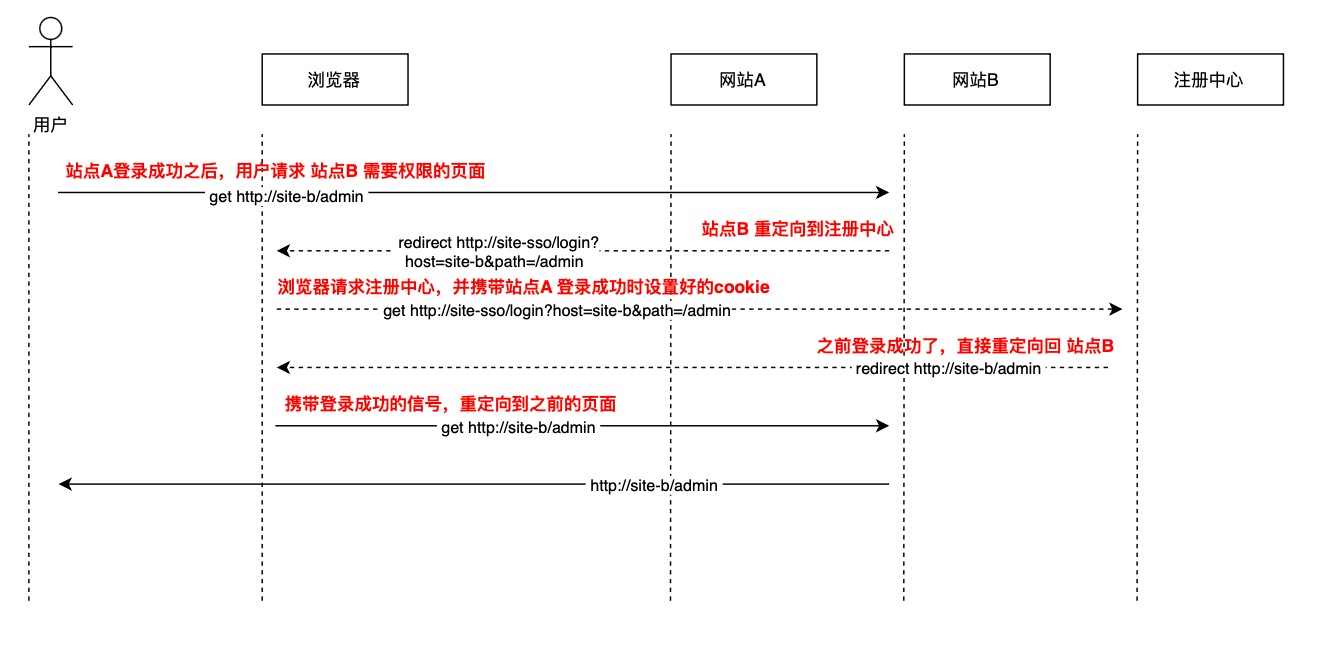 浏览器
网站A
网站B
注册中心
用户
站点A登录成功之后，用户请求 站点B 需要权限的页面
get http://site-b/admin
站点B 重定向到注册中心
redirect http://site-sso/login?
host=site-b&path=/admin
浏览器请求注册中心，并携带站点A 登录成功时设置好的cookie
get http://site-sso/login?host=site-b&path=/admin
之前登录成功了，直接重定向回 站点B
redirect http://site-b/admin
携带登录成功的信号，重定向到之前的页面
get http://site-b/admin
http://site-b/admin